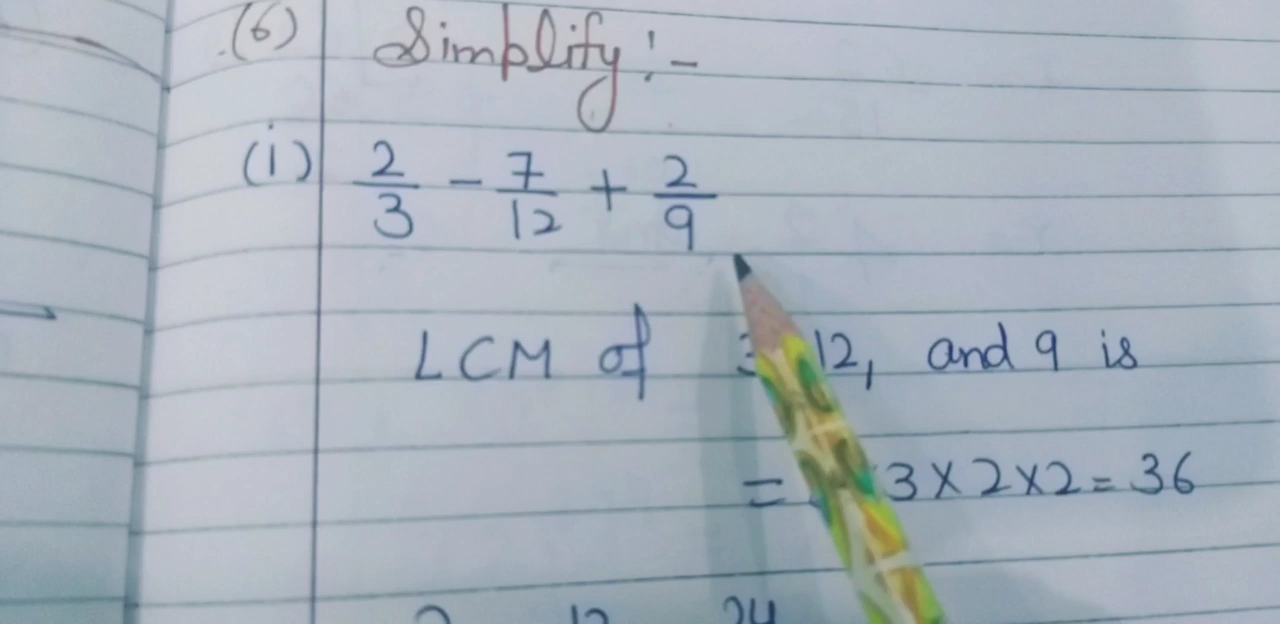 (6) Simplify:-
(i) 2/3 - 7/12 + 2/9
LCM of 12, and 9 is
= 3×2×2=36